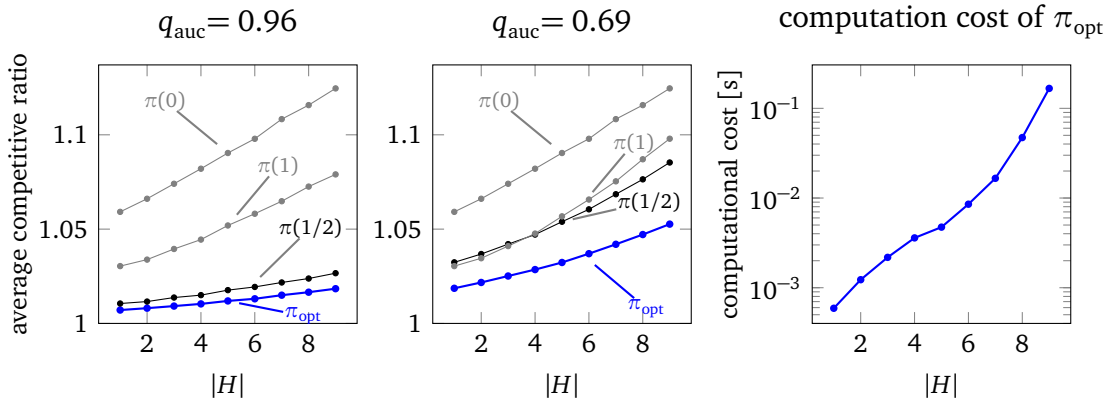 q_auc = 0.96
average competitive ratio
1.1
1.05
1
π(0)
π(1)
π(1/2)
π_opt
2 4 6 8
|H|
q_auc = 0.69
1.1
1.05
1
π(0)
π(1)
π(1/2)
π_opt
2 4 6 8
|H|
computation cost of π_opt
computational cost [s]
10^−1
10^−2
10^−3
2 4 6 8
|H|